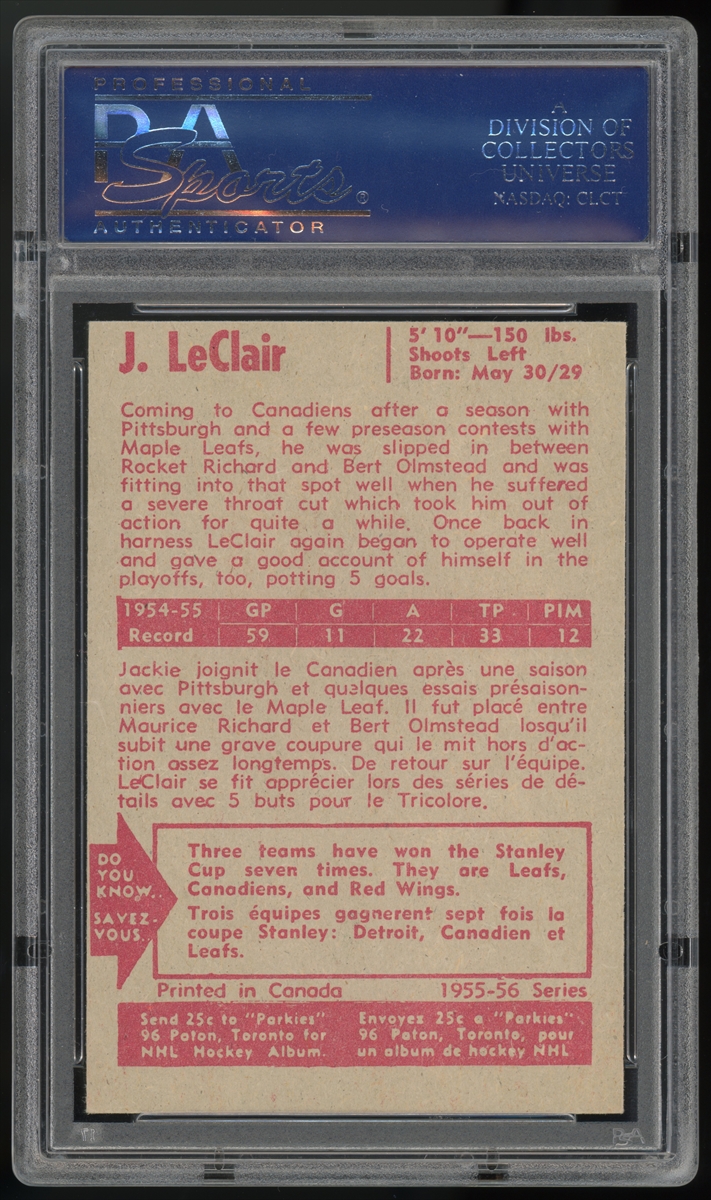 PROFESSIONAL
PSA
Sports®
AUTHENTICATOR
A
DIVISION OF
COLLECTORS
UNIVERSE
NASDAQ: CLCT
J. LeClair
5' 10"—150 lbs.
Shoots Left
Born: May 30/29
Coming to Canadiens after a season with
Pittsburgh and a few preseason contests with
Maple Leafs, he was slipped in between
Rocket Richard and Bert Olmstead and was
fitting into that spot well when he suffered
a severe throat cut which took him out of
action for quite a while. Once back in
harness LeClair again began to operate well
and gave a good account of himself in the
playoffs, too, potting 5 goals.
1954-55 GP G A TP PIM
Record 59 11 22 33 12
Jackie joignit le Canadien après une saison
avec Pittsburgh et quelques essais présaison-
niers avec le Maple Leaf. Il fut placé entre
Maurice Richard et Bert Olmstead losqu'il
subit une grave coupure qui le mit hors d'ac-
tion assez longtemps. De retour sur l'équipe.
LeClair se fit apprécier lors des séries de dé-
tails avec 5 buts pour le Tricolore.
DO
YOU
KNOW..
SAVEZ-
VOUS..
Three teams have won the Stanley
Cup seven times. They are Leafs,
Canadiens, and Red Wings.
Trois équipes gagnerent sept fois la
coupe Stanley: Detroit, Canadien et
Leafs.
Printed in Canada 1955-56 Series
Send 25c to "Parkies"
96 Paton, Toronto for
NHL Hockey Album.
Envoyez 25c a "Parkies"
96 Paton, Toronto, pour
un album de hockey NHL
PSA